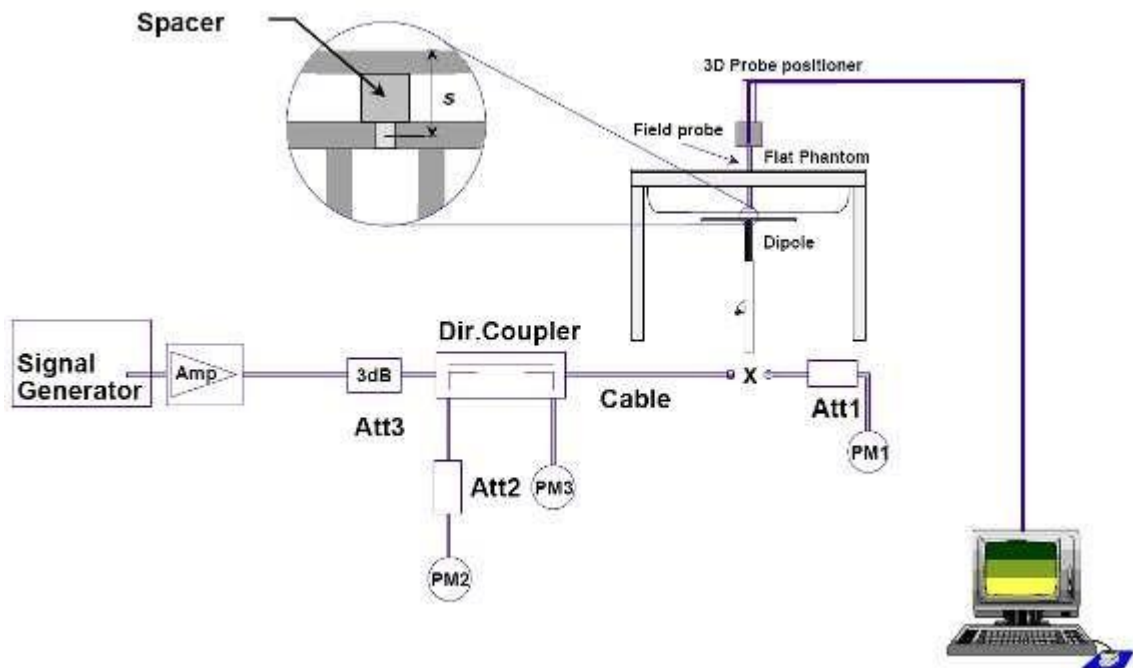 Spacer
s
3D Probe positioner
Field probe
Flat Phantom
Dipole
Signal
Generator
Amp
3dB
Att3
Dir.Coupler
Cable
X
Att1
PM1
Att2
PM3
PM2